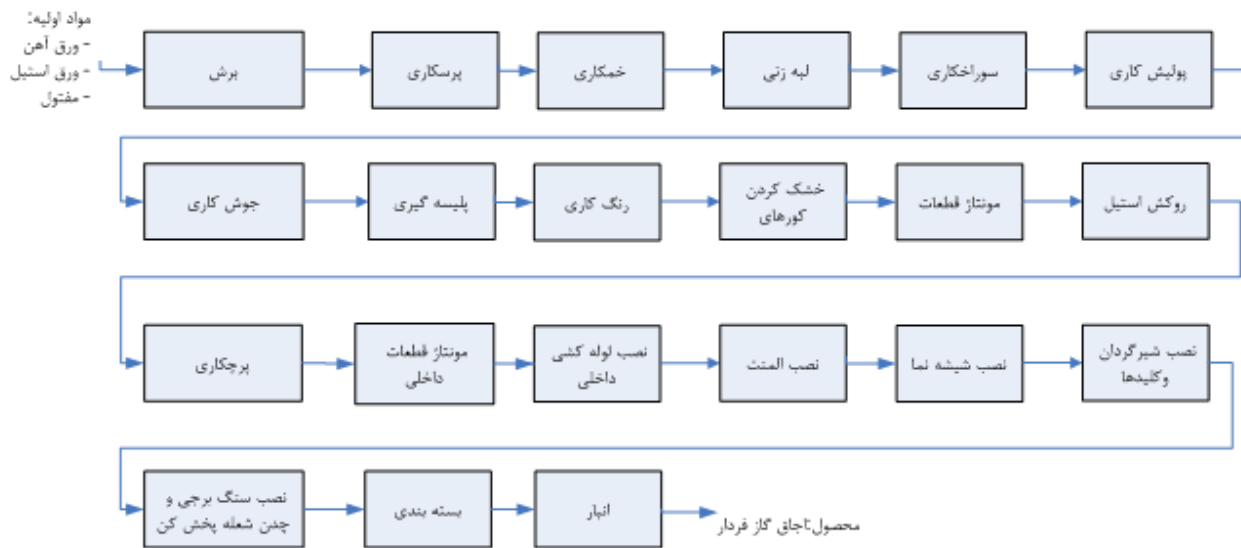 مواد اولیه:
- ورق آهن
- ورق استیل
- مفتول
برش
پرسکاری
خمکاری
لبه زنی
سوراخکاری
پولیش کاری
جوش کاری
پلیسه گیری
رنگ کاری
خشک کردن
کورهای
مونتاژ قطعات
روکش استیل
پرچکاری
مونتاژ قطعات
داخلی
نصب لوله کشی
داخلی
نصب المنت
نصب شیشه نما
نصب شیرگردان
وکلیدها
نصب سنگ برجی و
چدن شعله پخش کن
بسته بندی
انبار
محصول:اجاق گاز فردار